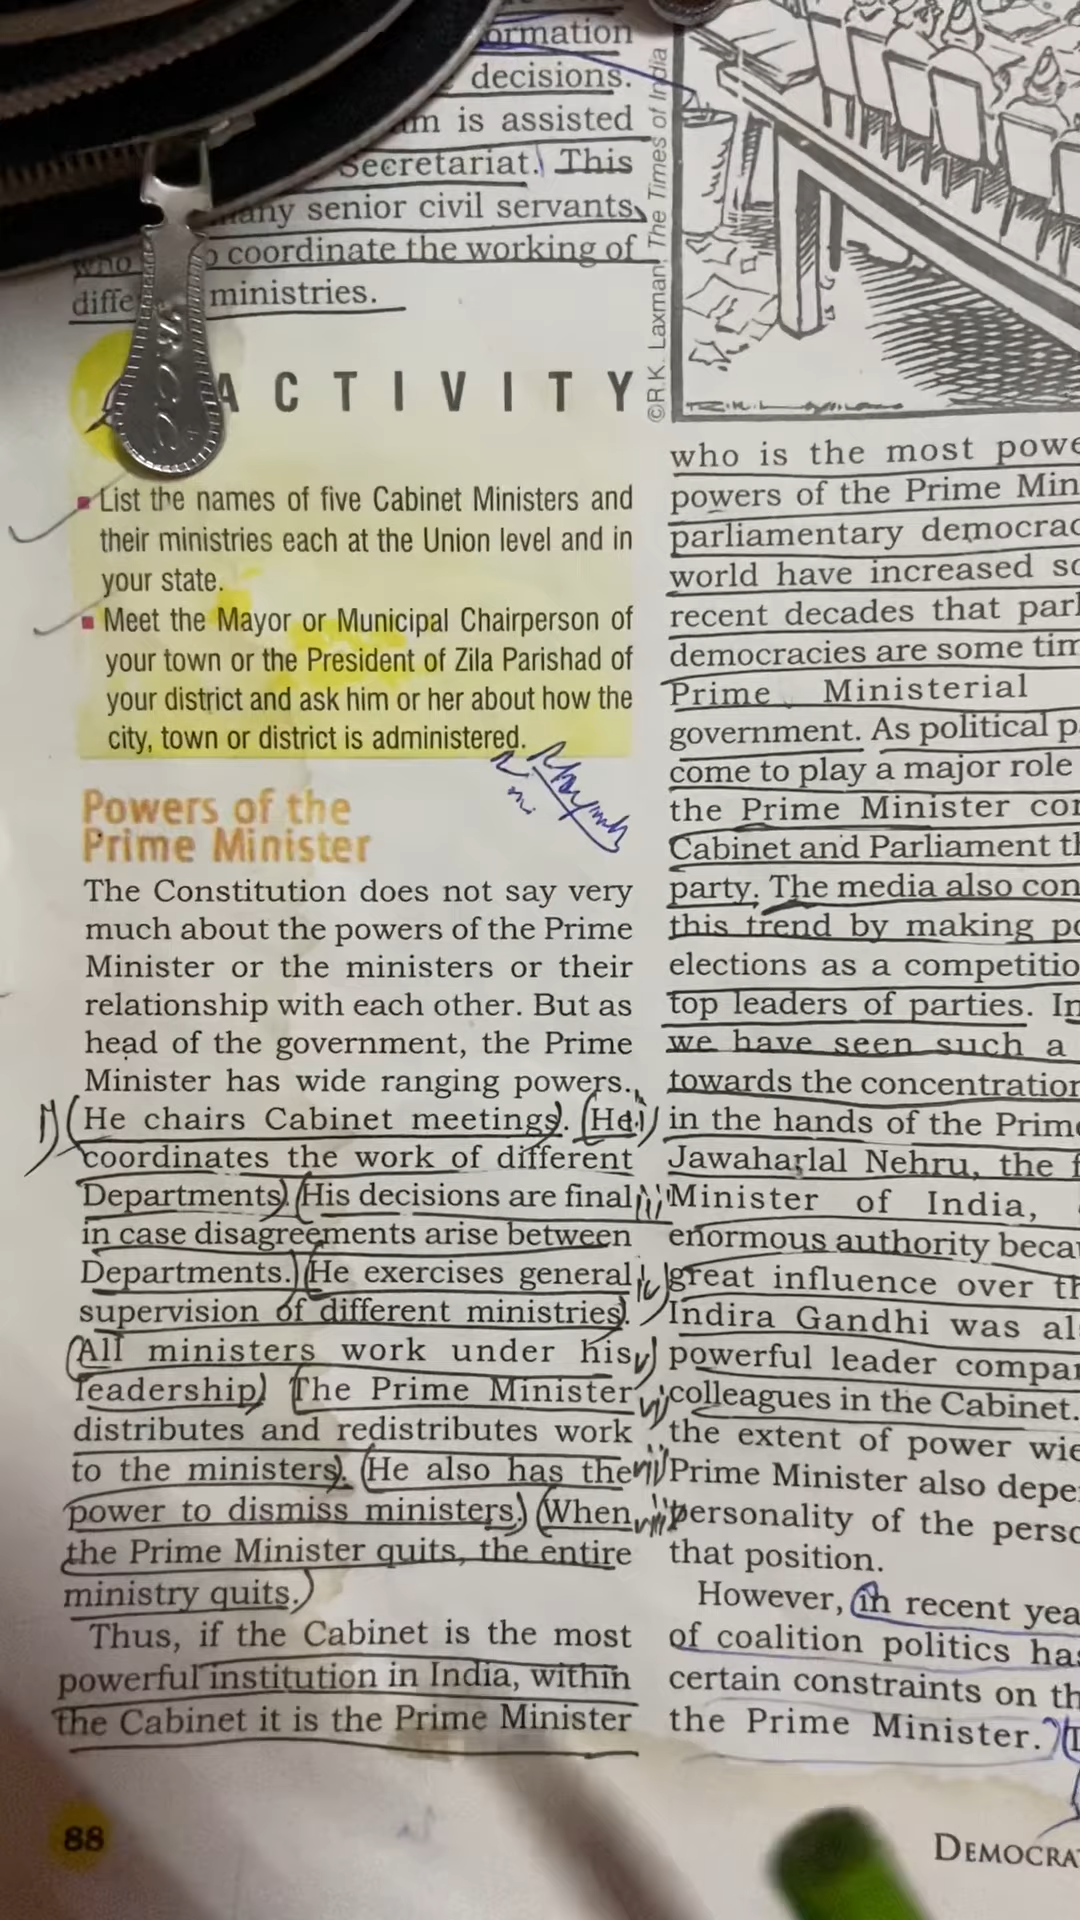 ormation
decisions.
is assisted
Secretariat. This
many senior civil servants
who coordinate the working of
diffe ministries.
©R.K. Laxman, The Times of India
ACTIVITY
List the names of five Cabinet Ministers and
their ministries each at the Union level and in
your state.
Meet the Mayor or Municipal Chairperson of
your town or the President of Zila Parishad of
your district and ask him or her about how the
city, town or district is administered.
Powers of the
Prime Minister
The Constitution does not say very
much about the powers of the Prime
Minister or the ministers or their
relationship with each other. But as
head of the government, the Prime
Minister has wide ranging powers.
i) (He chairs Cabinet meetings). (He ii)
coordinates the work of different
Departments) (His decisions are final iii)
in case disagreements arise between
Departments.) (He exercises general iv)
supervision of different ministries).
(All ministers work under his v)
leadership) (The Prime Minister vi)
distributes and redistributes work
to the ministers). (He also has the vii)
power to dismiss ministers.) (When viii)
the Prime Minister quits, the entire
ministry quits.)
Thus, if the Cabinet is the most
powerful institution in India, within
the Cabinet it is the Prime Minister
who is the most powe
powers of the Prime Min
parliamentary democrac
world have increased so
recent decades that parl
democracies are some tim
Prime Ministerial
government. As political p
come to play a major role
the Prime Minister con
Cabinet and Parliament th
party. The media also con
this trend by making po
elections as a competitio
top leaders of parties. In
we have seen such a
towards the concentration
in the hands of the Prime
Jawaharlal Nehru, the f
Minister of India,
enormous authority becau
great influence over th
Indira Gandhi was als
powerful leader compar
colleagues in the Cabinet.
the extent of power wie
Prime Minister also depe
personality of the perso
that position.
However, (in recent yea
of coalition politics has
certain constraints on th
the Prime Minister.
88
DEMOCRA
B.C.C